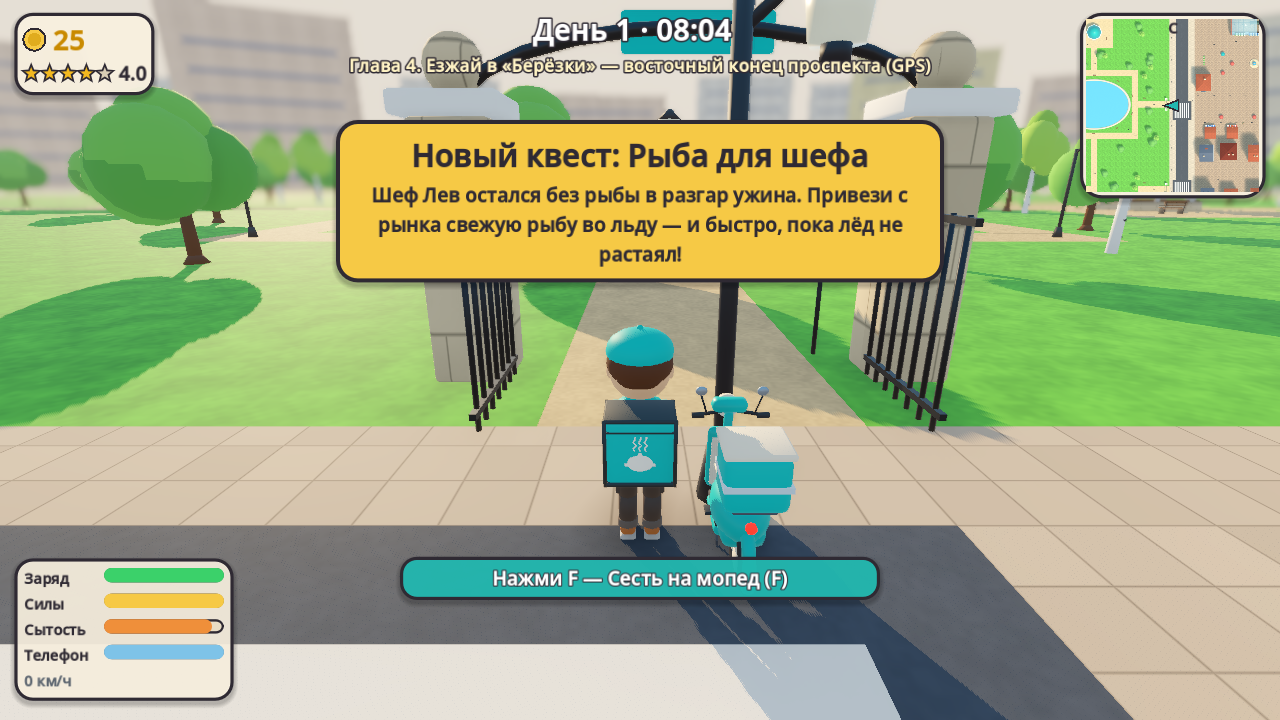 25
4.0
День 1 · 08:04
Глава 4. Езжай в «Берёзки» — восточный конец проспекта (GPS)
С
Новый квест: Рыба для шефа
Шеф Лев остался без рыбы в разгар ужина. Привези с
рынка свежую рыбу во льду — и быстро, пока лёд не
растаял!
Нажми F — Сесть на мопед (F)
Заряд
Силы
Сытость
Телефон
0 км/ч